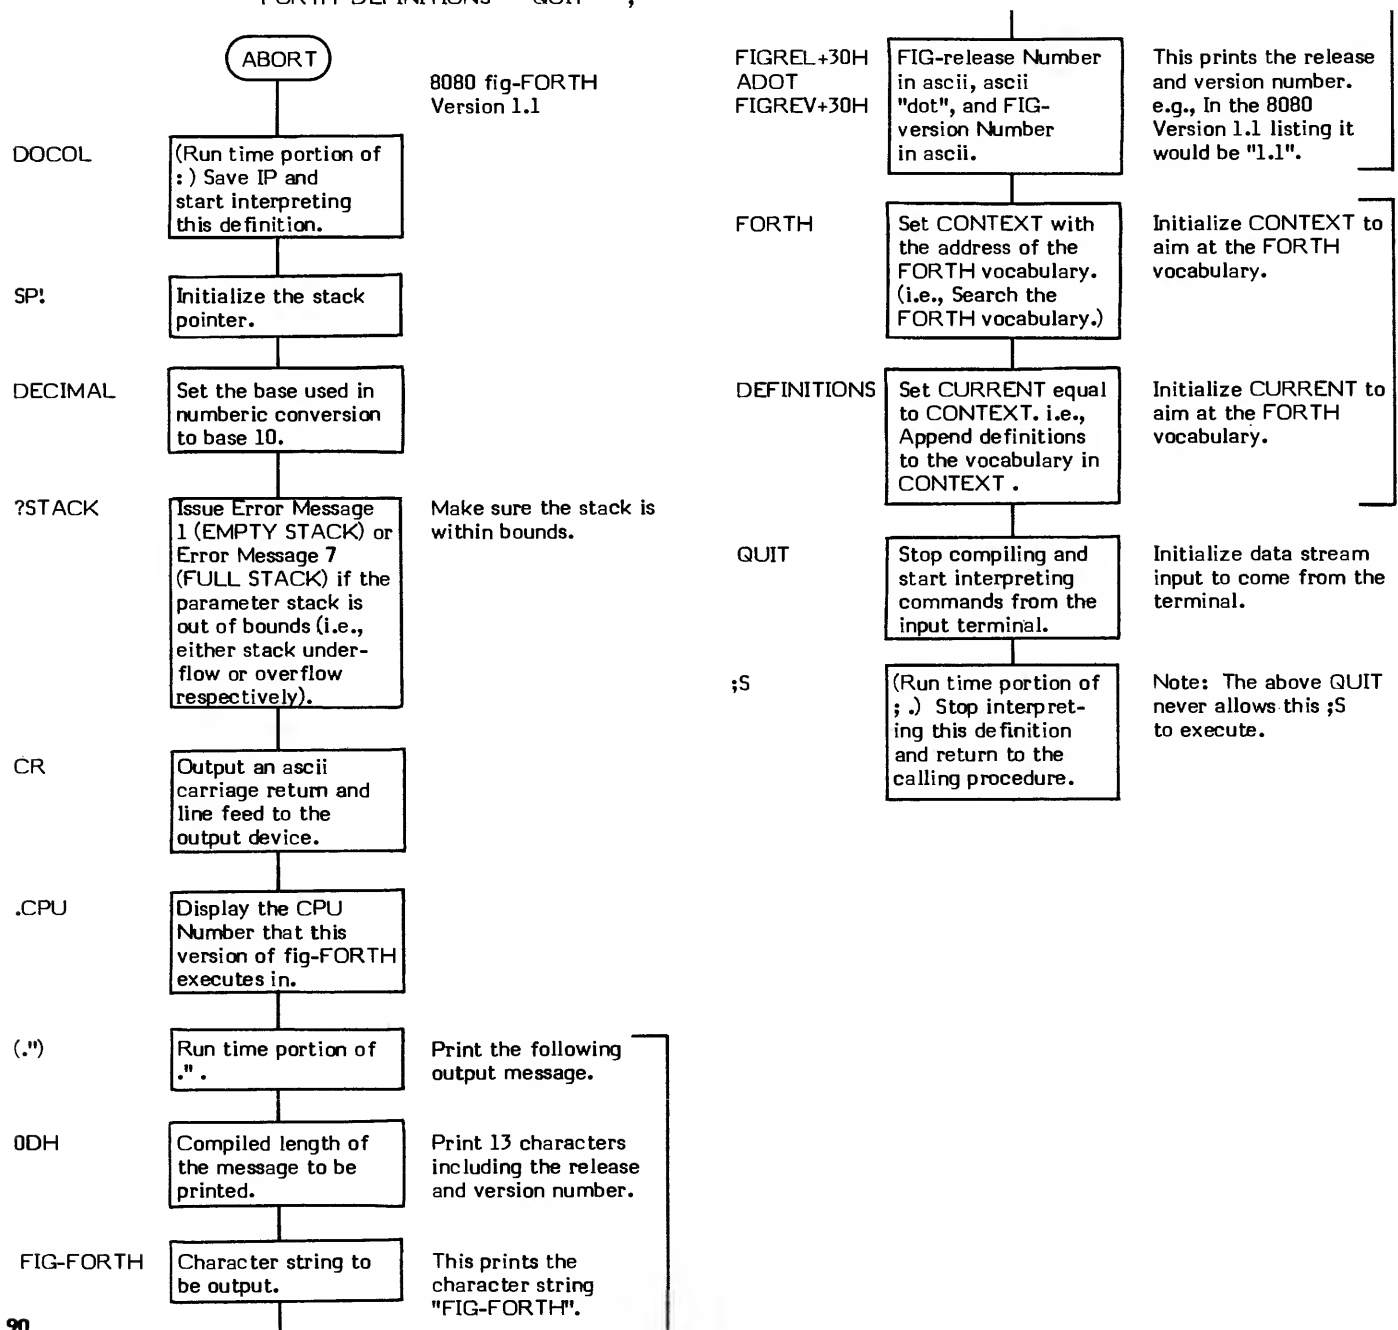 FORTH DEFINITIONS QUIT ;
ABORT
8080 fig-FORTH
Version 1.1
DOCOL
(Run time portion of
: ) Save IP and
start interpreting
this definition.
SP!
Initialize the stack
pointer.
DECIMAL
Set the base used in
numberic conversion
to base 10.
?STACK
Issue Error Message
1 (EMPTY STACK) or
Error Message 7
(FULL STACK) if the
parameter stack is
out of bounds (i.e.,
either stack under-
flow or overflow
respectively).
Make sure the stack is
within bounds.
CR
Output an ascii
carriage return and
line feed to the
output device.
.CPU
Display the CPU
Number that this
version of fig-FORTH
executes in.
(.")
Run time portion of
." .
Print the following
output message.
0DH
Compiled length of
the message to be
printed.
Print 13 characters
including the release
and version number.
FIG-FORTH
Character string to
be output.
This prints the
character string
"FIG-FORTH".
90
FIGREL+30H
ADOT
FIGREV+30H
FIG-release Number
in ascii, ascii
"dot", and FIG-
version Number
in ascii.
This prints the release
and version number.
e.g., In the 8080
Version 1.1 listing it
would be "1.1".
FORTH
Set CONTEXT with
the address of the
FORTH vocabulary.
(i.e., Search the
FORTH vocabulary.)
Initialize CONTEXT to
aim at the FORTH
vocabulary.
DEFINITIONS
Set CURRENT equal
to CONTEXT. i.e.,
Append definitions
to the vocabulary in
CONTEXT .
Initialize CURRENT to
aim at the FORTH
vocabulary.
QUIT
Stop compiling and
start interpreting
commands from the
input terminal.
Initialize data stream
input to come from the
terminal.
;S
(Run time portion of
; .) Stop interpret-
ing this definition
and return to the
calling procedure.
Note: The above QUIT
never allows this ;S
to execute.